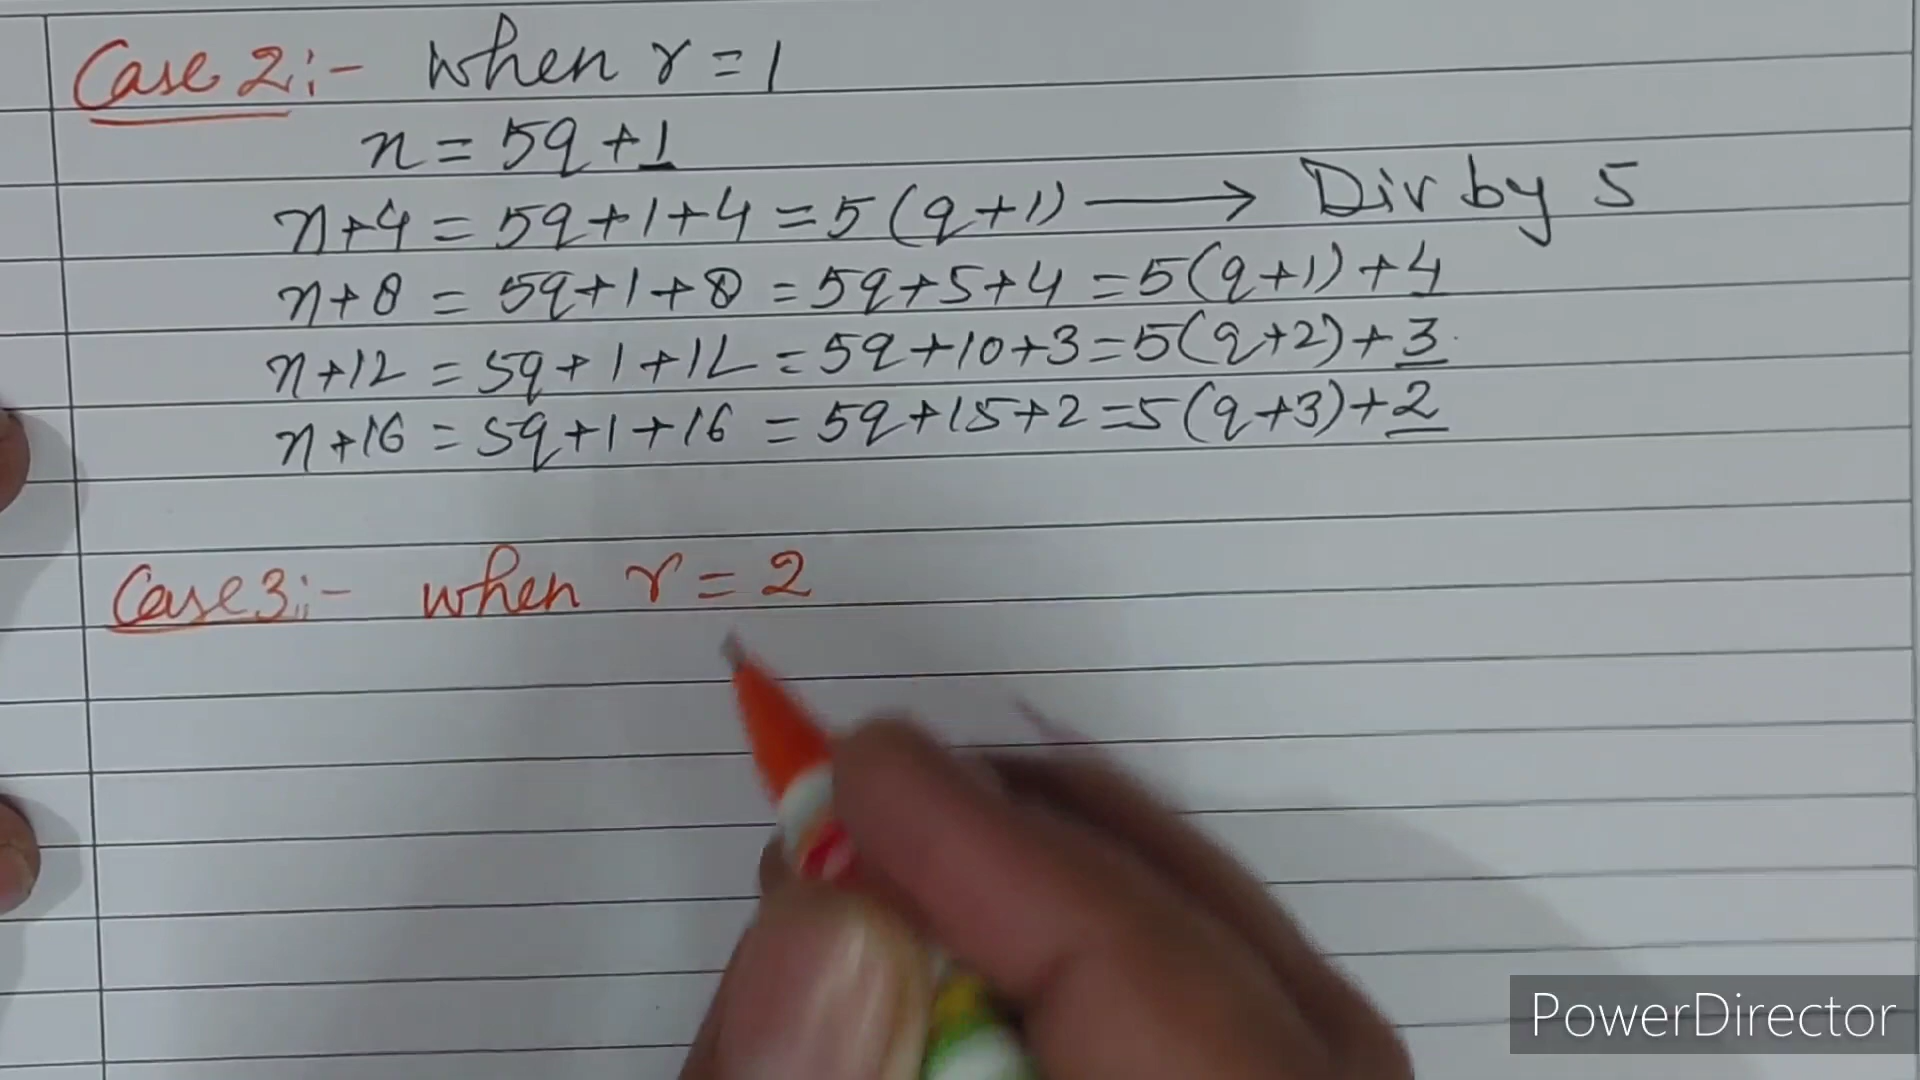 Case 2:- when r = 1
n = 5q + 1
n+4 = 5q+1+4 = 5(q+1) → Div by 5
n+8 = 5q+1+8 = 5q+5+4 = 5(q+1)+4
n+12 = 5q+1+12 = 5q+10+3 = 5(q+2)+3
n+16 = 5q+1+16 = 5q+15+2 = 5(q+3)+2
Case 3:- when r = 2
PowerDirector